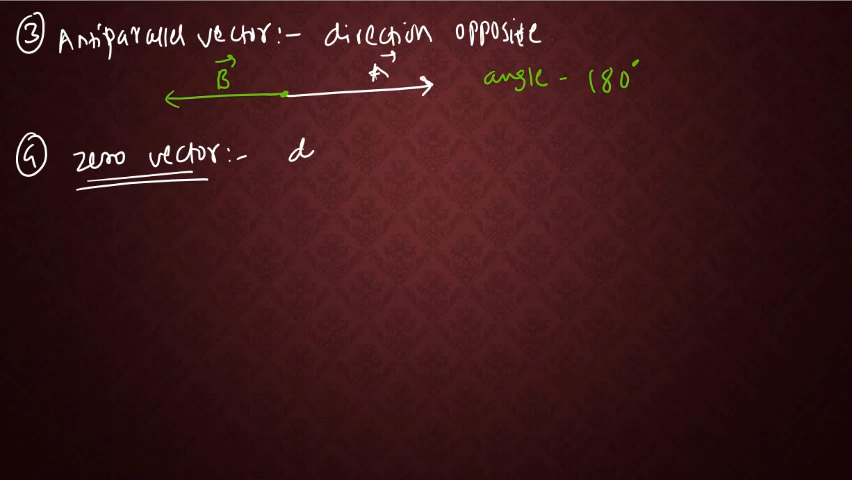 ③ Antiparallel vector:- direction opposite
B⃗ A⃗ angle - 180°
④ zero vector:- d